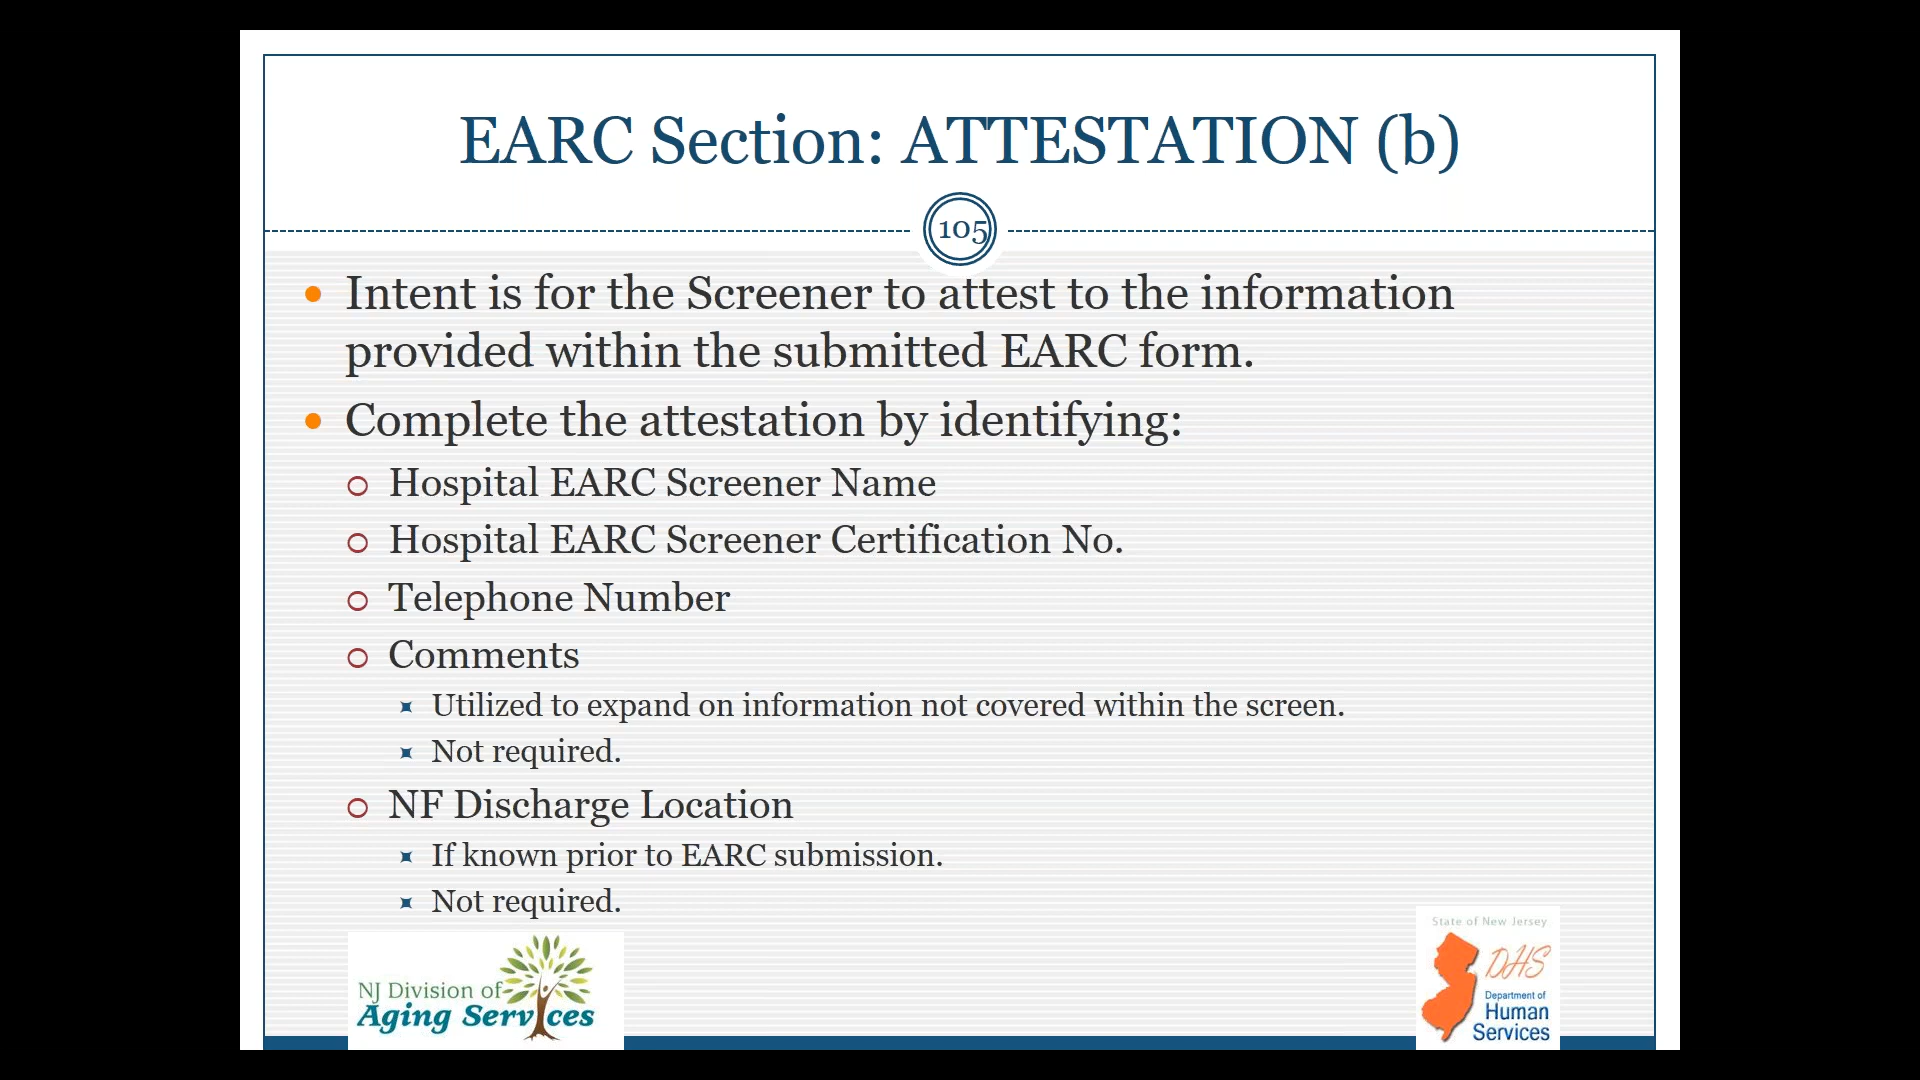 EARC Section: ATTESTATION (b)
105
Intent is for the Screener to attest to the information
provided within the submitted EARC form.
Complete the attestation by identifying:
Hospital EARC Screener Name
Hospital EARC Screener Certification No.
Telephone Number
Comments
Utilized to expand on information not covered within the screen.
Not required.
NF Discharge Location
If known prior to EARC submission.
Not required.
NJ Division of
Aging Services
State of New Jersey
DHS
Department of
Human
Services